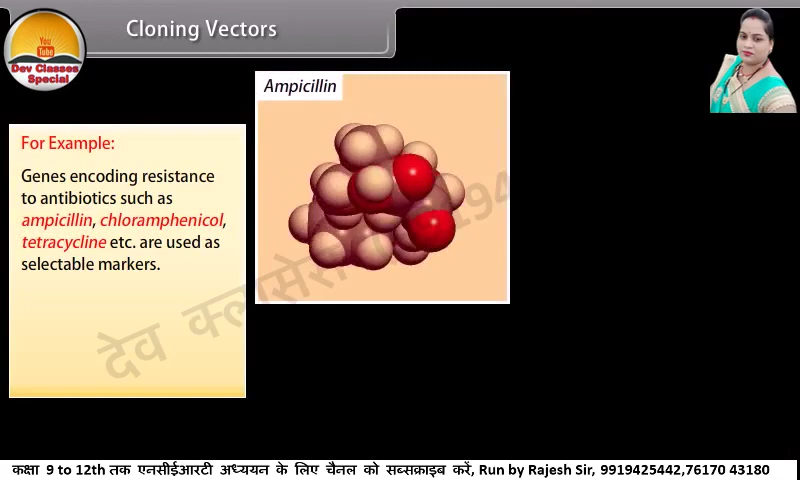 Cloning Vectors
You
Tube
Dev Classes
Special
Ampicillin
For Example:
Genes encoding resistance
to antibiotics such as
ampicillin, chloramphenicol,
tetracycline etc. are used as
selectable markers.
देव क्लासेस
कक्षा 9 to 12th तक एनसीईआरटी अध्ययन के लिए चैनल को सब्सक्राइब करें, Run by Rajesh Sir, 9919425442,76170 43180